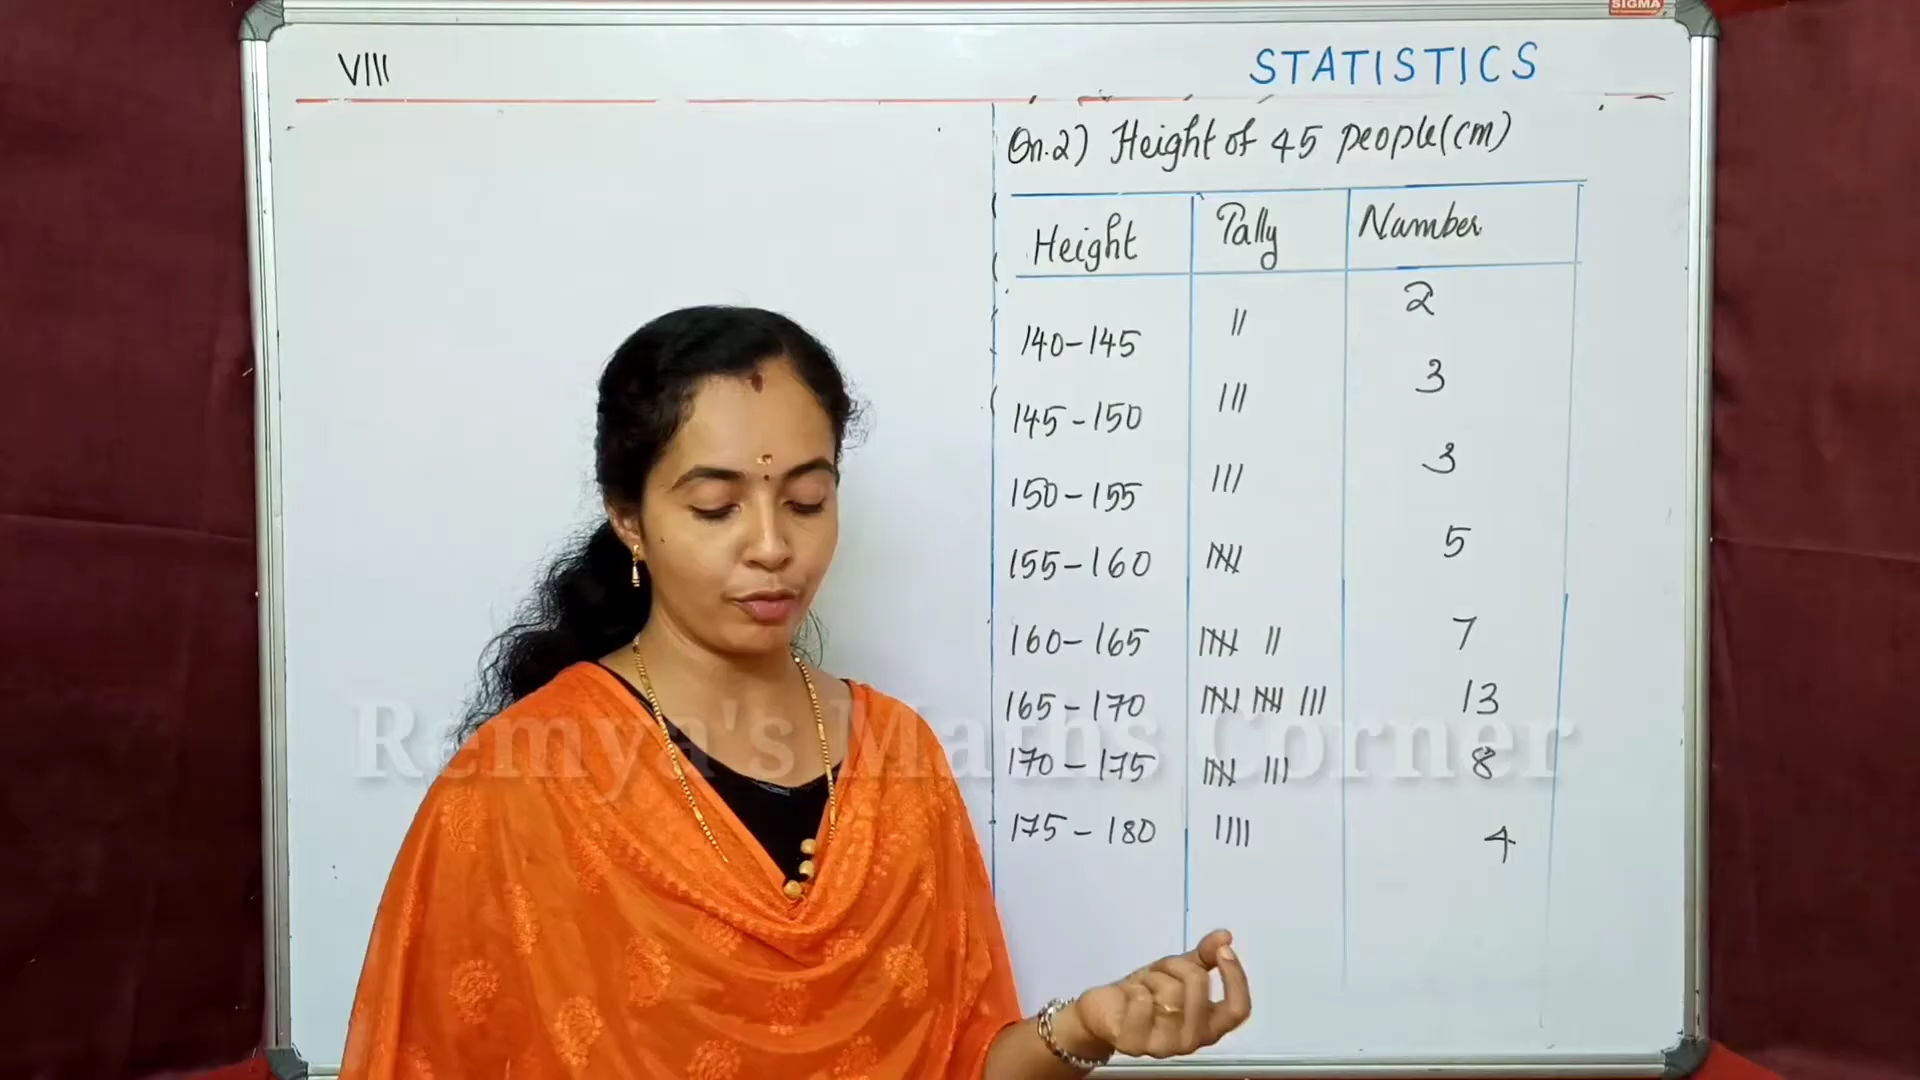 SIGMA
VIII
STATISTICS
Qn.2) Height of 45 people(cm)
Height Tally Number
140-145 || 2
145-150 ||| 3
150-155 ||| 3
155-160 |||| 5
160-165 |||| || 7
165-170 |||| |||| ||| 13
170-175 |||| ||| 8
175-180 |||| 4
Remya's Maths Corner